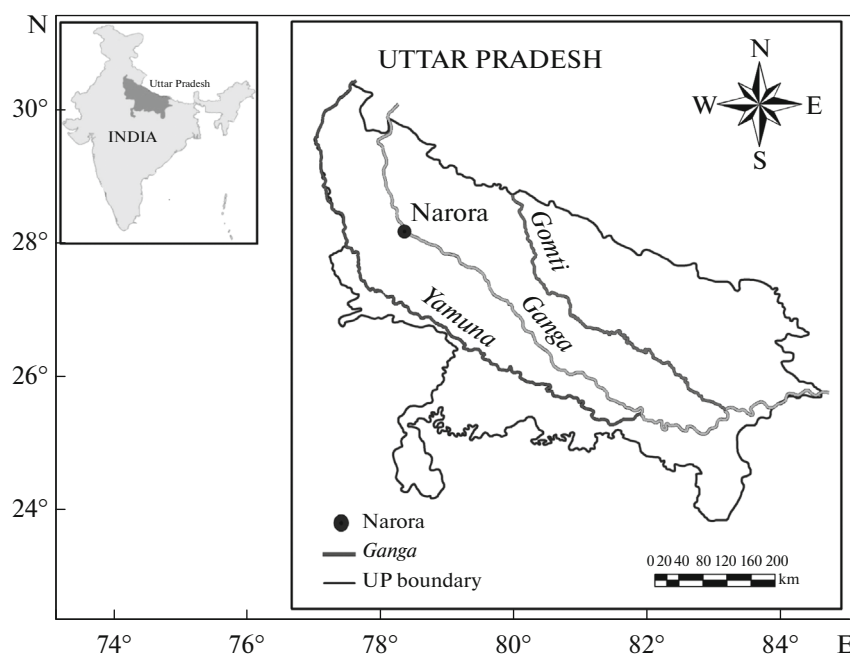 N
30°
28°
26°
24°
Uttar Pradesh
INDIA
UTTAR PRADESH
N
W E
S
Narora
Gomti
Ganga
Yamuna
Narora
Ganga
UP boundary
0 20 40 80 120 160 200
km
74° 76° 78° 80° 82° 84° E